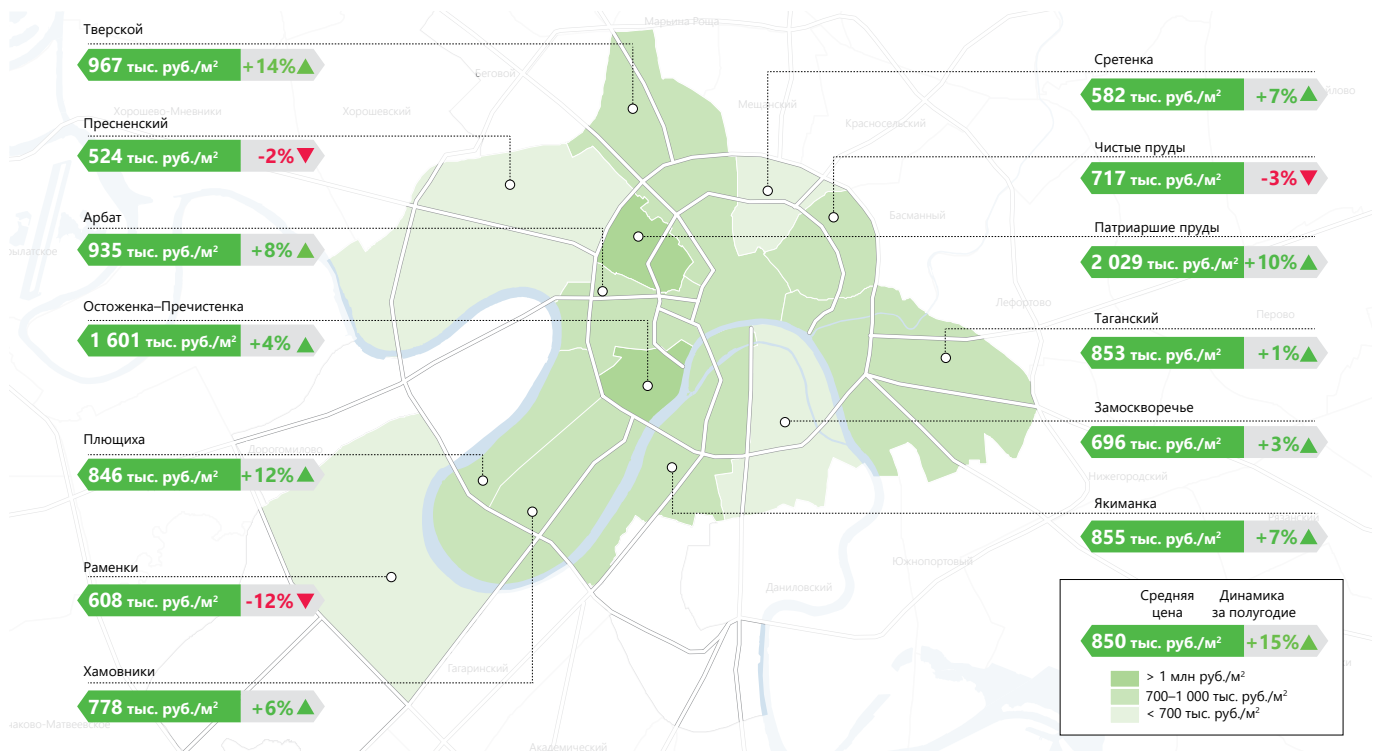 Марьина Роща
Беговой
Хорошево-Мневники
Хорошевский
Мещанский
Красносельский
Басманный
Лефортово
Перово
Дорогомилово
Нижегородский
Южнопортовый
Даниловский
Гагаринский
Академический
Тверской
967 тыс. руб./м² +14%
Пресненский
524 тыс. руб./м² -2%
Арбат
935 тыс. руб./м² +8%
Остоженка–Пречистенка
1 601 тыс. руб./м² +4%
Плющиха
846 тыс. руб./м² +12%
Раменки
608 тыс. руб./м² -12%
Хамовники
778 тыс. руб./м² +6%
Сретенка
582 тыс. руб./м² +7%
Чистые пруды
717 тыс. руб./м² -3%
Патриаршие пруды
2 029 тыс. руб./м² +10%
Таганский
853 тыс. руб./м² +1%
Замоскворечье
696 тыс. руб./м² +3%
Якиманка
855 тыс. руб./м² +7%
Средняя Динамика
цена за полугодие
850 тыс. руб./м² +15%
> 1 млн руб./м²
700–1 000 тыс. руб./м²
< 700 тыс. руб./м²